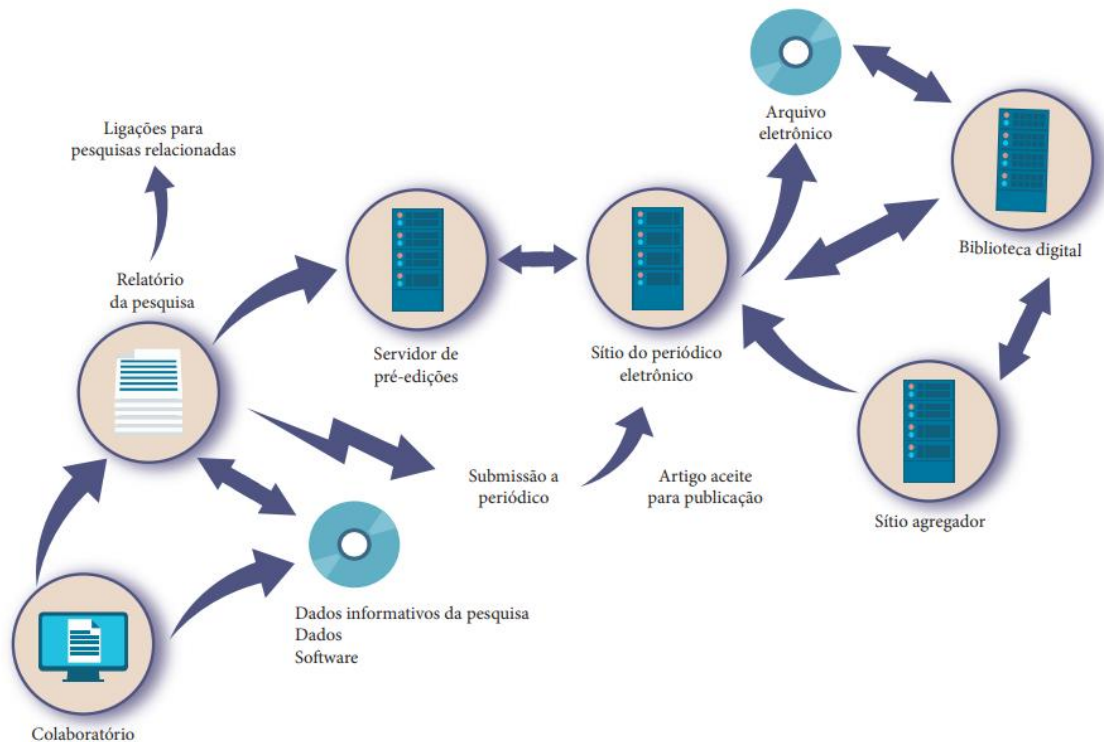 Arquivo
eletrônico
Ligações para
pesquisas relacionadas
Biblioteca digital
Relatório
da pesquisa
Servidor de
pré-edições
Sítio do periódico
eletrônico
Submissão a
periódico
Artigo aceite
para publicação
Sítio agregador
Dados informativos da pesquisa
Dados
Software
Colaboratório